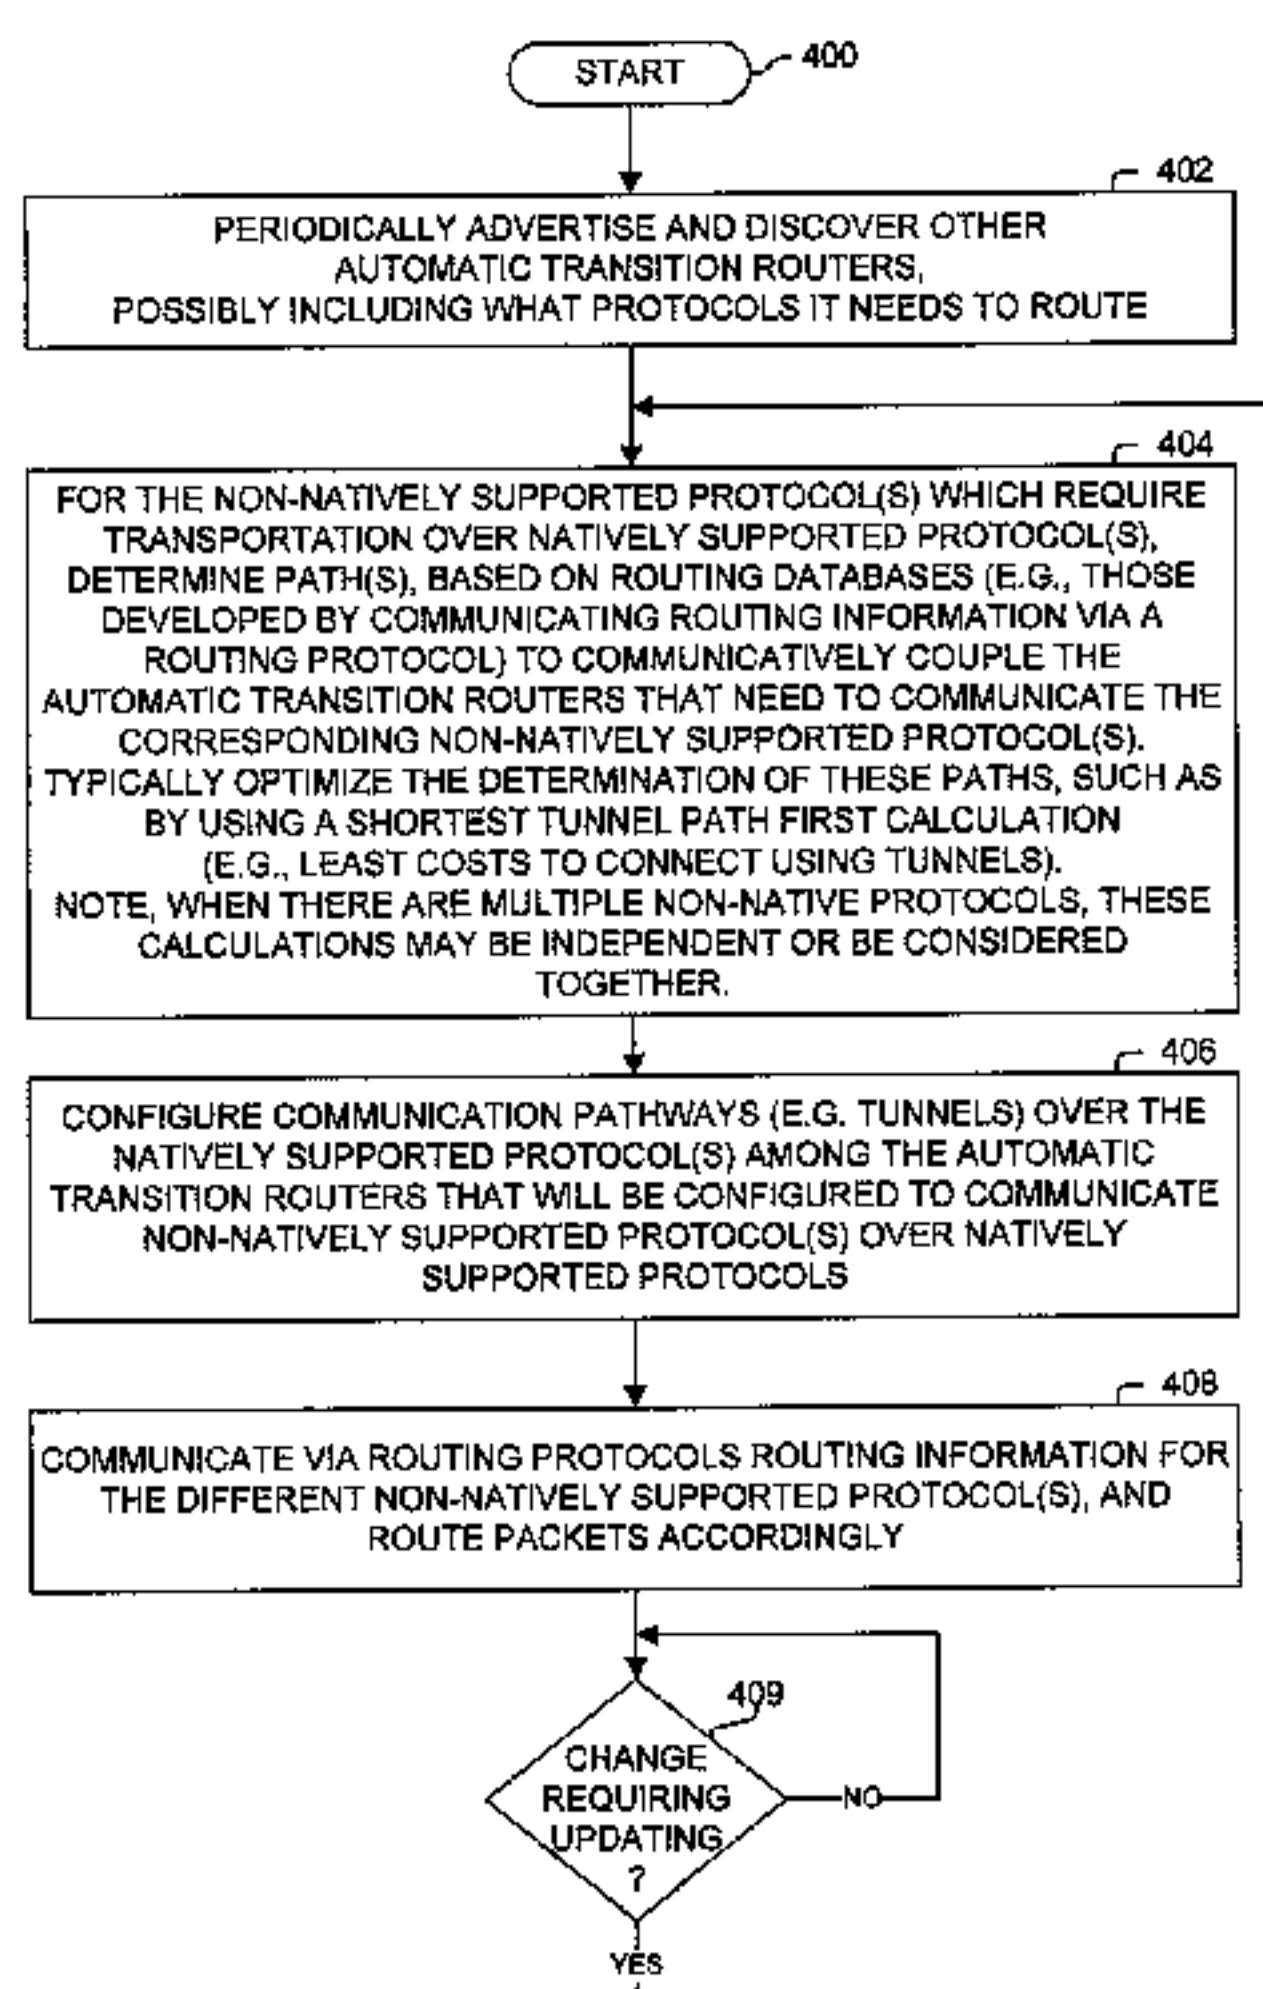 START
400
402
PERIODICALLY ADVERTISE AND DISCOVER OTHER
AUTOMATIC TRANSITION ROUTERS,
POSSIBLY INCLUDING WHAT PROTOCOLS IT NEEDS TO ROUTE
404
FOR THE NON-NATIVELY SUPPORTED PROTOCOL(S) WHICH REQUIRE
TRANSPORTATION OVER NATIVELY SUPPORTED PROTOCOL(S),
DETERMINE PATH(S), BASED ON ROUTING DATABASES (E.G., THOSE
DEVELOPED BY COMMUNICATING ROUTING INFORMATION VIA A
ROUTING PROTOCOL) TO COMMUNICATIVELY COUPLE THE
AUTOMATIC TRANSITION ROUTERS THAT NEED TO COMMUNICATE THE
CORRESPONDING NON-NATIVELY SUPPORTED PROTOCOL(S).
TYPICALLY OPTIMIZE THE DETERMINATION OF THESE PATHS, SUCH AS
BY USING A SHORTEST TUNNEL PATH FIRST CALCULATION
(E.G., LEAST COSTS TO CONNECT USING TUNNELS).
NOTE, WHEN THERE ARE MULTIPLE NON-NATIVE PROTOCOLS, THESE
CALCULATIONS MAY BE INDEPENDENT OR BE CONSIDERED
TOGETHER.
406
CONFIGURE COMMUNICATION PATHWAYS (E.G. TUNNELS) OVER THE
NATIVELY SUPPORTED PROTOCOL(S) AMONG THE AUTOMATIC
TRANSITION ROUTERS THAT WILL BE CONFIGURED TO COMMUNICATE
NON-NATIVELY SUPPORTED PROTOCOL(S) OVER NATIVELY
SUPPORTED PROTOCOLS
408
COMMUNICATE VIA ROUTING PROTOCOLS ROUTING INFORMATION FOR
THE DIFFERENT NON-NATIVELY SUPPORTED PROTOCOL(S), AND
ROUTE PACKETS ACCORDINGLY
409
CHANGE
REQUIRING
UPDATING
?
NO
YES